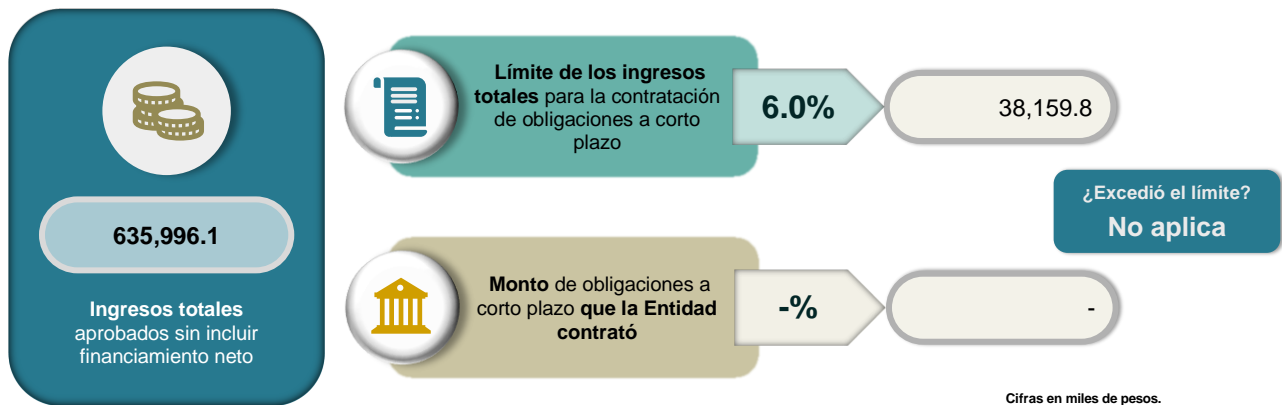 635,996.1
Ingresos totales
aprobados sin incluir
financiamiento neto
Límite de los ingresos
totales para la contratación
de obligaciones a corto
plazo
6.0%
38,159.8
¿Excedió el límite?
No aplica
Monto de obligaciones a
corto plazo que la Entidad
contrató
-%
-
Cifras en miles de pesos.